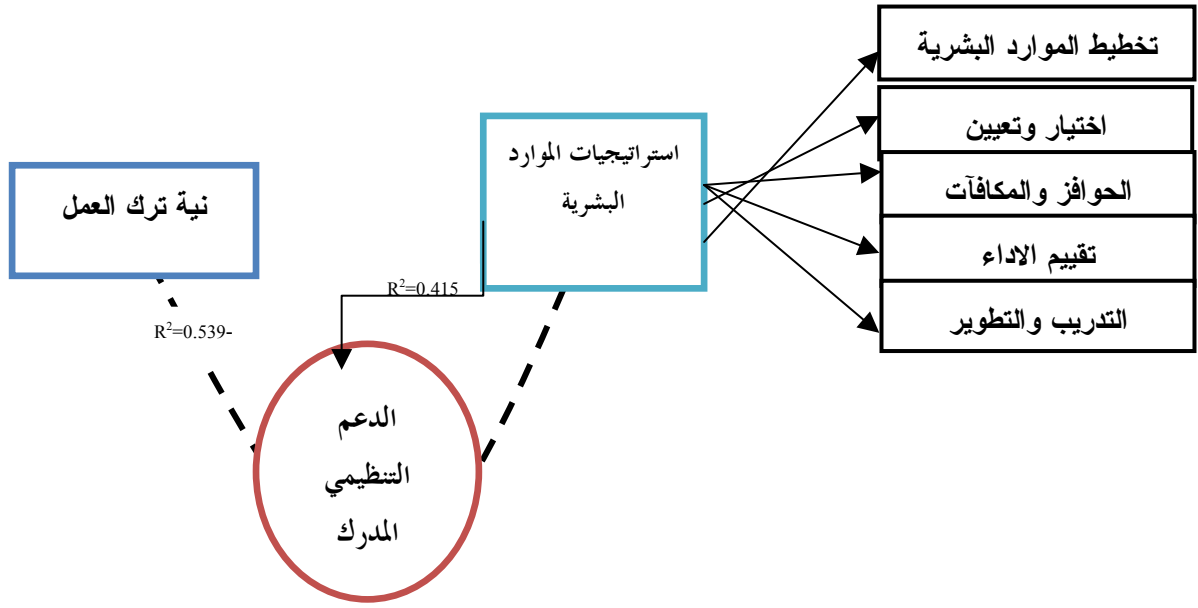 تخطيط الموارد البشرية
اختيار وتعيين
الحوافز والمكافآت
تقييم الاداء
التدريب والتطوير
استراتيجيات الموارد
البشرية
نية ترك العمل
R²=0.415
R²=0.539-
الدعم
التنظيمي
المدرك